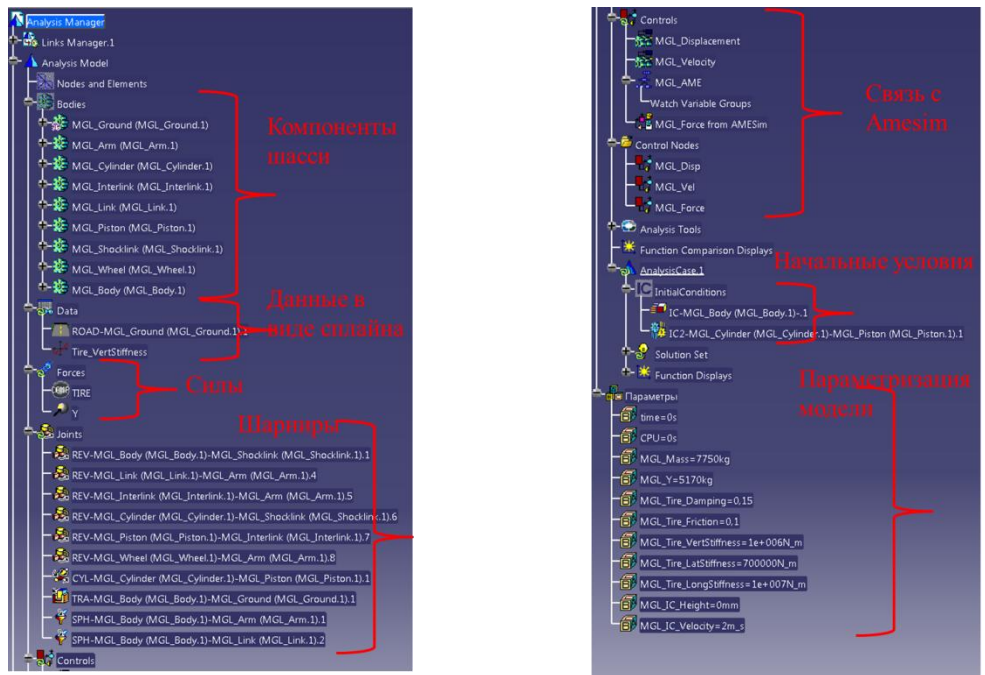 Analysis Manager
Links Manager.1
Analysis Model
Nodes and Elements
Bodies
MGL_Ground (MGL_Ground.1)
MGL_Arm (MGL_Arm.1)
MGL_Cylinder (MGL_Cylinder.1)
MGL_Interlink (MGL_Interlink.1)
MGL_Link (MGL_Link.1)
MGL_Piston (MGL_Piston.1)
MGL_Shocklink (MGL_Shocklink.1)
MGL_Wheel (MGL_Wheel.1)
MGL_Body (MGL_Body.1)
Компоненты
шасси
Data
ROAD-MGL_Ground (MGL_Ground.1).1
Tire_VertStiffness
Данные в
виде сплайна
Forces
TIRE
Y
Силы
Joints
Шарниры
REV-MGL_Body (MGL_Body.1)-MGL_Shocklink (MGL_Shocklink.1).1
REV-MGL_Link (MGL_Link.1)-MGL_Arm (MGL_Arm.1).4
REV-MGL_Interlink (MGL_Interlink.1)-MGL_Arm (MGL_Arm.1).5
REV-MGL_Cylinder (MGL_Cylinder.1)-MGL_Shocklink (MGL_Shocklink.1).6
REV-MGL_Piston (MGL_Piston.1)-MGL_Interlink (MGL_Interlink.1).7
REV-MGL_Wheel (MGL_Wheel.1)-MGL_Arm (MGL_Arm.1).8
CYL-MGL_Cylinder (MGL_Cylinder.1)-MGL_Piston (MGL_Piston.1).1
TRA-MGL_Body (MGL_Body.1)-MGL_Ground (MGL_Ground.1).1
SPH-MGL_Body (MGL_Body.1)-MGL_Arm (MGL_Arm.1).1
SPH-MGL_Body (MGL_Body.1)-MGL_Link (MGL_Link.1).2
Controls
Controls
MGL_Displacement
MGL_Velocity
MGL_AME
Watch Variable Groups
MGL_Force from AMESim
Control Nodes
MGL_Disp
MGL_Vel
MGL_Force
Связь с
Amesim
Analysis Tools
Function Comparison Displays
AnalysisCase.1
Начальные условия
InitialConditions
IC-MGL_Body (MGL_Body.1)-.1
IC2-MGL_Cylinder (MGL_Cylinder.1)-MGL_Piston (MGL_Piston.1).1
Solution Set
Function Displays
Параметризация
модели
Параметры
time=0s
CPU=0s
MGL_Mass=7750kg
MGL_Y=5170kg
MGL_Tire_Damping=0,15
MGL_Tire_Friction=0,1
MGL_Tire_VertStiffness=1e+006N_m
MGL_Tire_LatStiffness=700000N_m
MGL_Tire_LongStiffness=1e+007N_m
MGL_IC_Height=0mm
MGL_IC_Velocity=2m_s